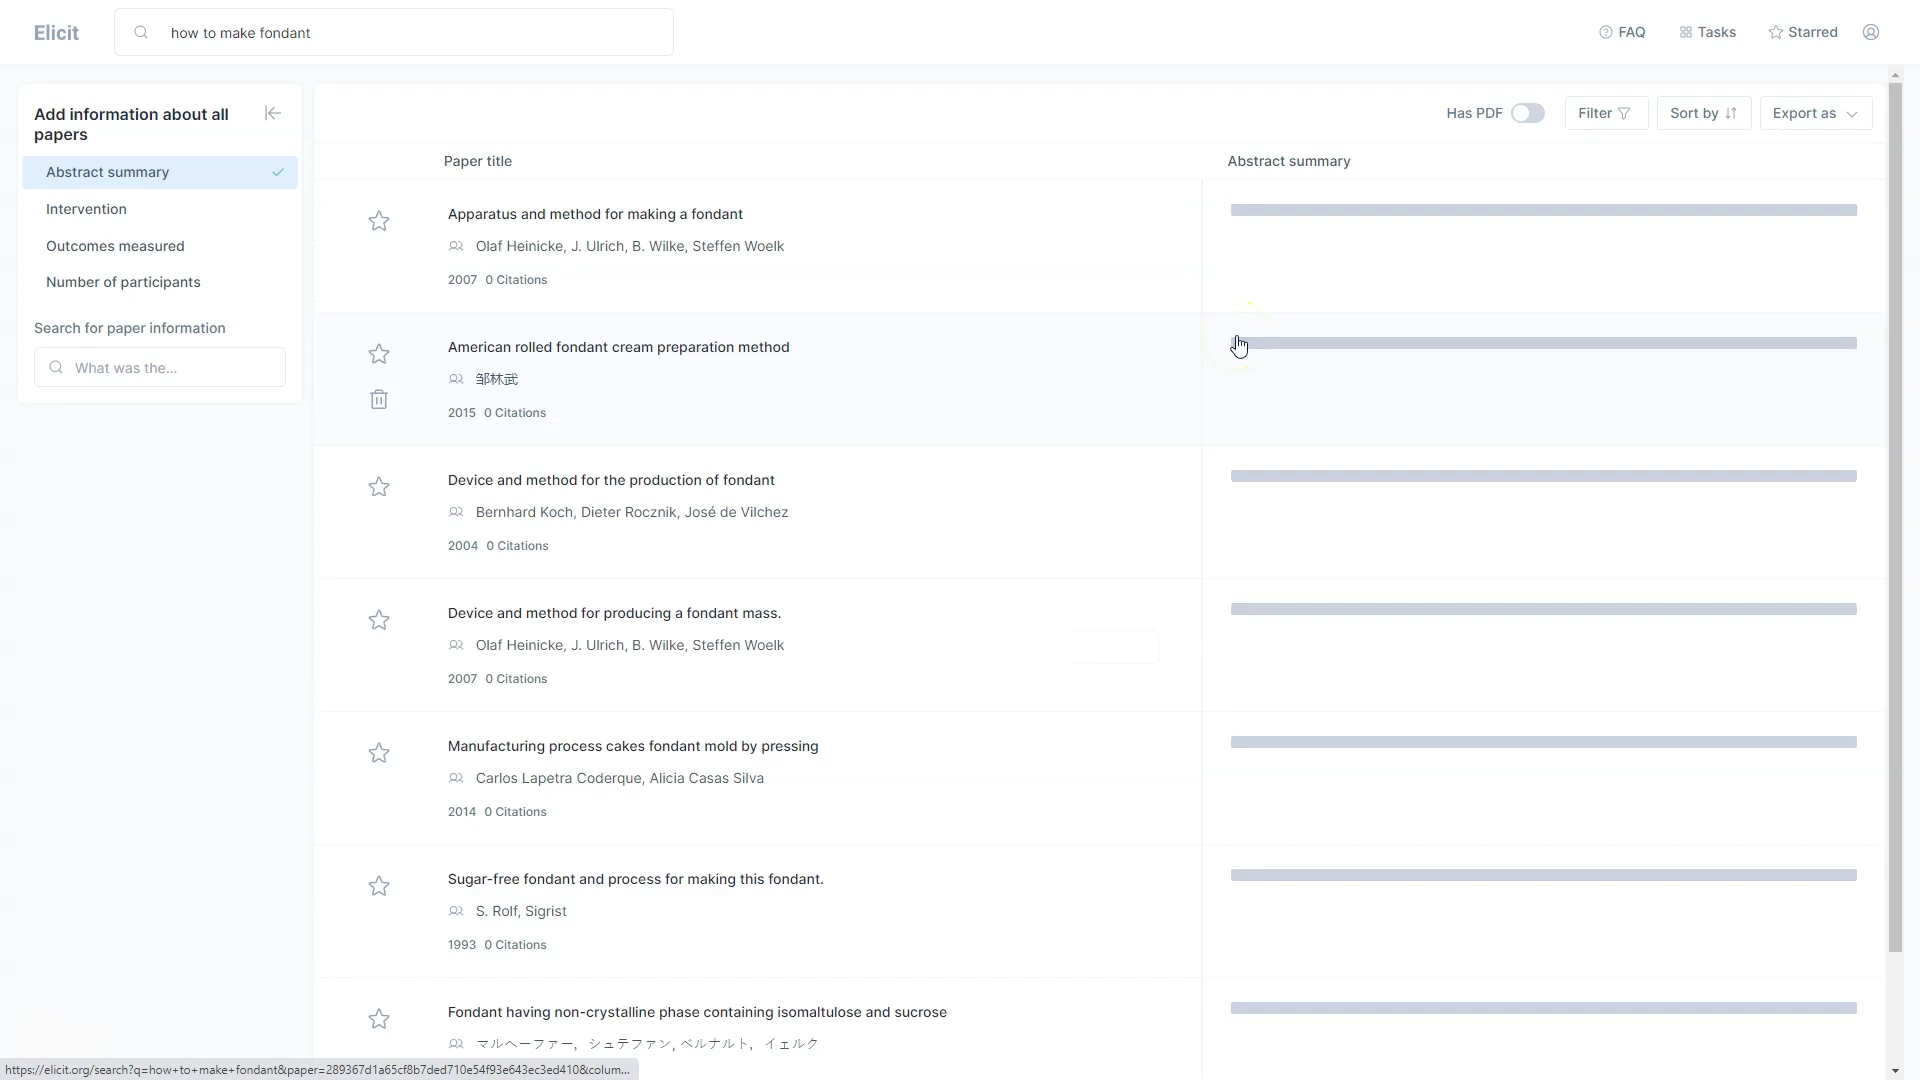 Elicit
how to make fondant
FAQ
Tasks
Starred
Add information about all
papers
Abstract summary
Intervention
Outcomes measured
Number of participants
Search for paper information
What was the...
Has PDF
Filter
Sort by
Export as
Paper title
Abstract summary
Apparatus and method for making a fondant
Olaf Heinicke, J. Ulrich, B. Wilke, Steffen Woelk
2007 0 Citations
American rolled fondant cream preparation method
邹林武
2015 0 Citations
Device and method for the production of fondant
Bernhard Koch, Dieter Rocznik, José de Vilchez
2004 0 Citations
Device and method for producing a fondant mass.
Olaf Heinicke, J. Ulrich, B. Wilke, Steffen Woelk
2007 0 Citations
Manufacturing process cakes fondant mold by pressing
Carlos Lapetra Coderque, Alicia Casas Silva
2014 0 Citations
Sugar-free fondant and process for making this fondant.
S. Rolf, Sigrist
1993 0 Citations
Fondant having non-crystalline phase containing isomaltulose and sucrose
マルヘーファー, シュテファン, ベルナルト, イェルク
https://elicit.org/search?q=how+to+make+fondant&paper=289367d1a65cf8b7ded710e54f93e643ec3ed410&colum...